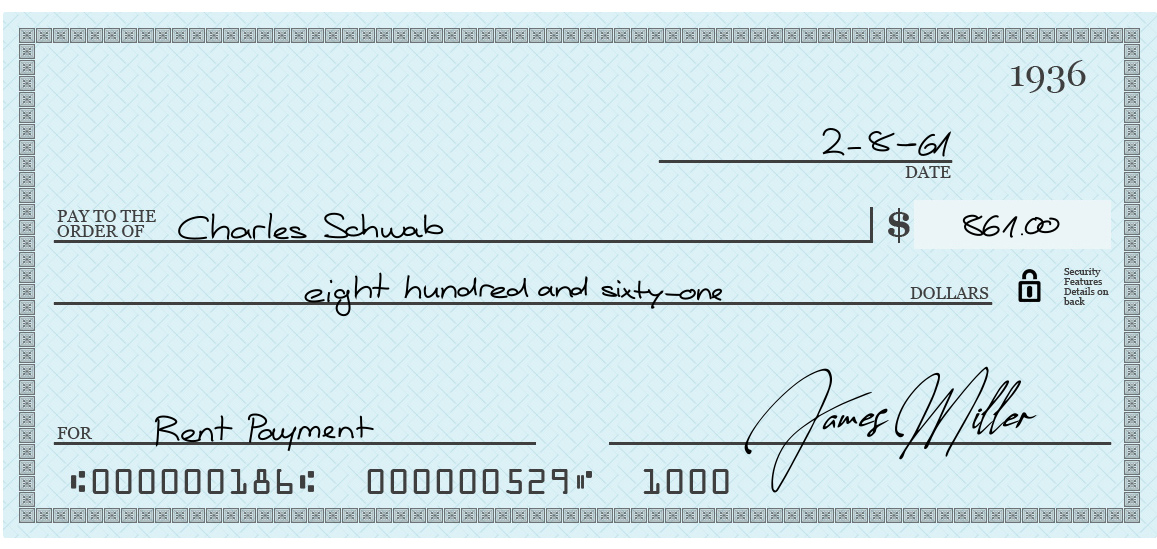 1936
2-8-61
DATE
PAY TO THE
ORDER OF Charles Schwab $ 861.00
eight hundred and sixty-one DOLLARS
Security
Features
Details on
back
FOR Rent Payment James Miller
⑆000000186⑆ 000000529⑈ 1000